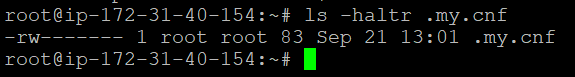 root@ip-172-31-40-154:~# ls -haltr .my.cnf
-rw------- 1 root root 83 Sep 21 13:01 .my.cnf
root@ip-172-31-40-154:~#